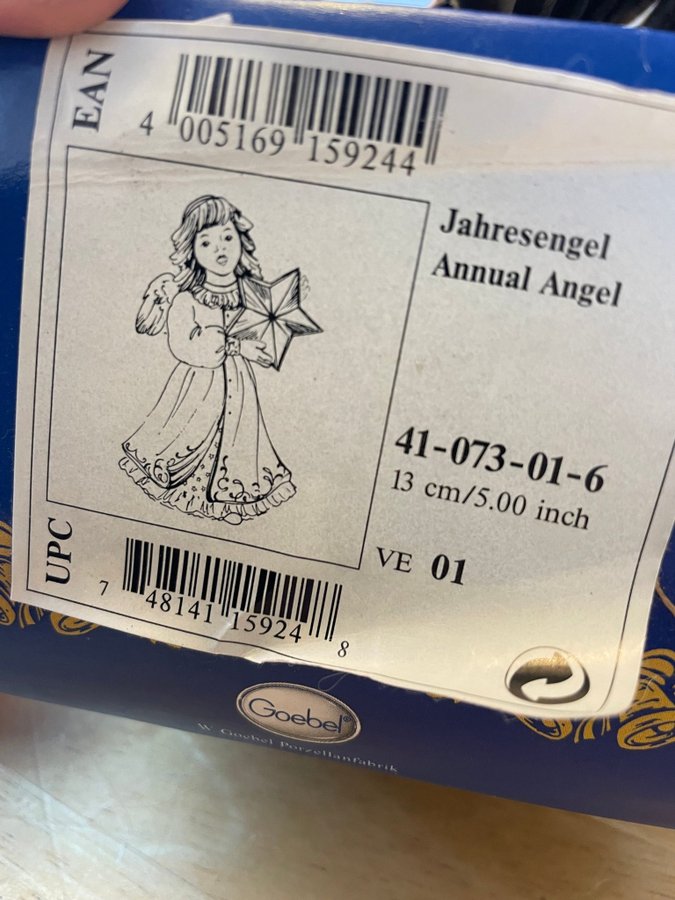 EAN
4 005169 159244
Jahresengel
Annual Angel
41-073-01-6
13 cm/5.00 inch
VE 01
UPC
7 48141 15924 8
Goebel®
W. Goebel Porzellanfabrik